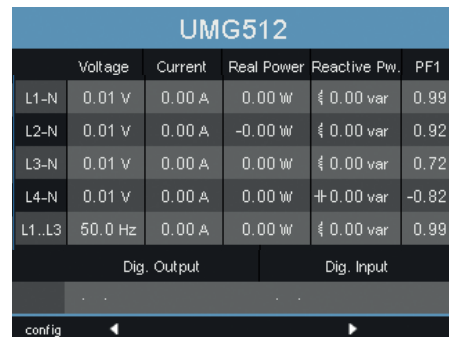 UMG512
Voltage Current Real Power Reactive Pw. PF1
L1-N 0.01 V 0.00 A 0.00 W 0.00 var 0.99
L2-N 0.01 V 0.00 A -0.00 W 0.00 var 0.92
L3-N 0.01 V 0.00 A 0.00 W 0.00 var 0.72
L4-N 0.01 V 0.00 A 0.00 W 0.00 var -0.82
L1..L3 50.0 Hz 0.00 A 0.00 W 0.00 var 0.99
Dig. Output Dig. Input
config